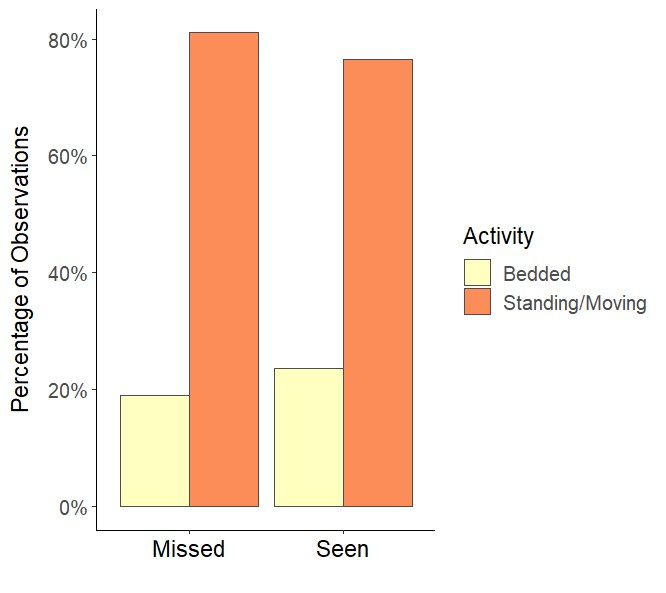 Percentage of Observations
80%
60%
40%
20%
0%
Missed
Seen
Activity
Bedded
Standing/Moving